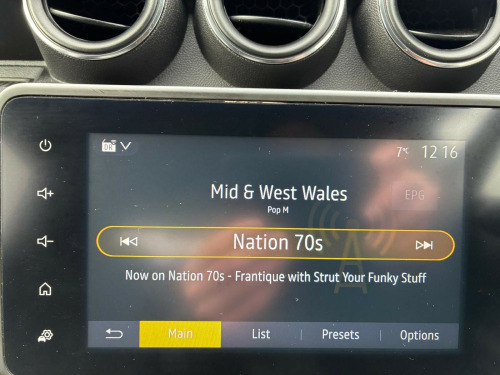 DR
7°C 12 16
Mid & West Wales
EPG
Pop M
Nation 70s
Now on Nation 70s - Frantique with Strut Your Funky Stuff
Main List Presets Options